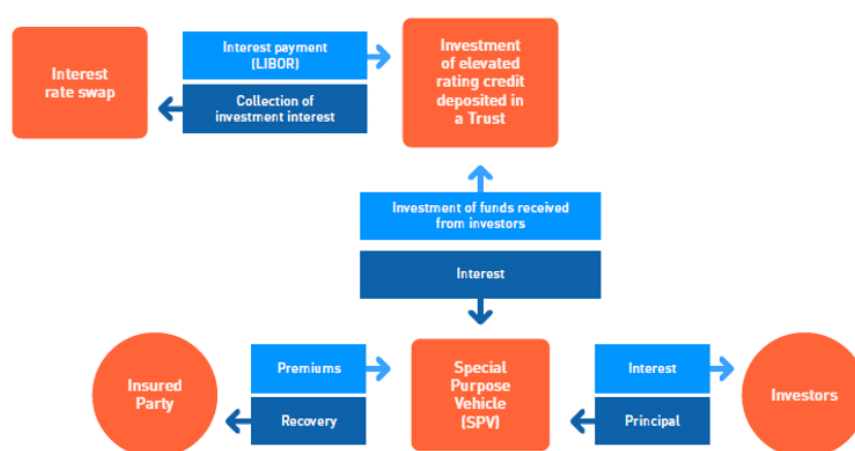 Interest
rate swap
Interest payment
(LIBOR)
Collection of
investment interest
Investment
of elevated
rating credit
deposited in
a Trust
Investment of funds received
from investors
Interest
Insured
Party
Premiums
Recovery
Special
Purpose
Vehicle
(SPV)
Interest
Principal
Investors